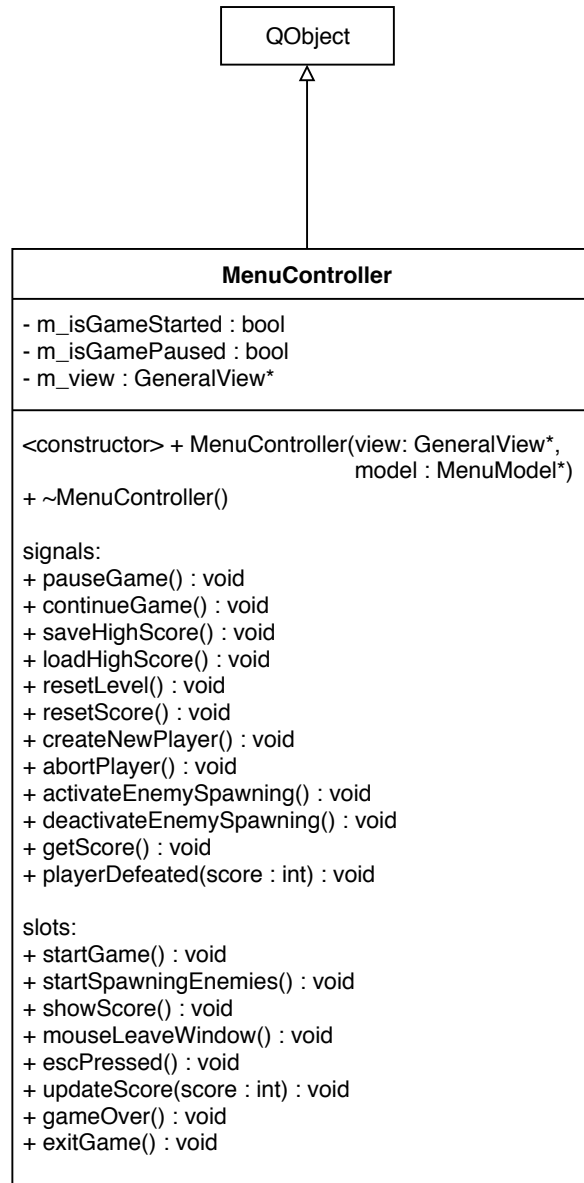 QObject
MenuController
- m_isGameStarted : bool
- m_isGamePaused : bool
- m_view : GeneralView*
<constructor> + MenuController(view: GeneralView*,
model : MenuModel*)
+ ~MenuController()
signals:
+ pauseGame() : void
+ continueGame() : void
+ saveHighScore() : void
+ loadHighScore() : void
+ resetLevel() : void
+ resetScore() : void
+ createNewPlayer() : void
+ abortPlayer() : void
+ activateEnemySpawning() : void
+ deactivateEnemySpawning() : void
+ getScore() : void
+ playerDefeated(score : int) : void
slots:
+ startGame() : void
+ startSpawningEnemies() : void
+ showScore() : void
+ mouseLeaveWindow() : void
+ escPressed() : void
+ updateScore(score : int) : void
+ gameOver() : void
+ exitGame() : void